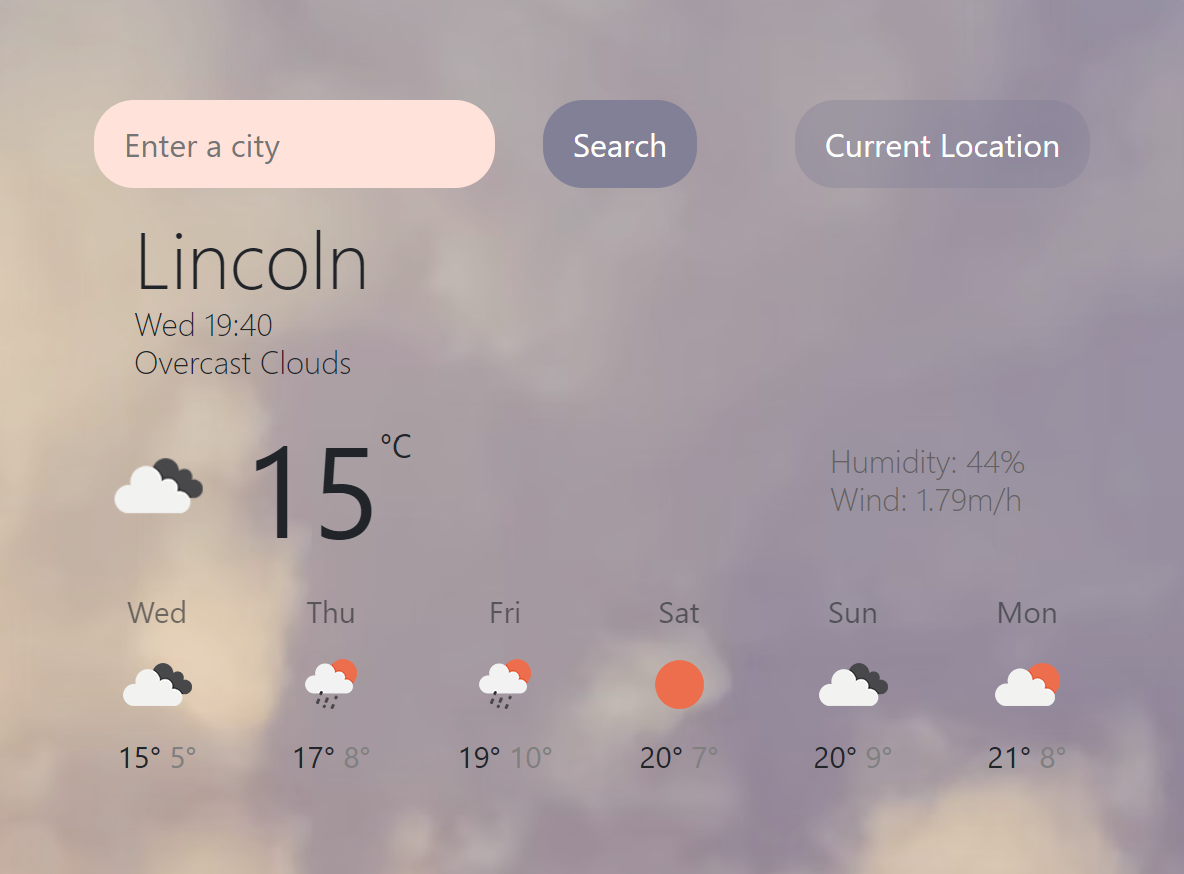 Enter a city Search Current Location
Lincoln
Wed 19:40
Overcast Clouds
15 °C
Humidity: 44%
Wind: 1.79m/h
Wed Thu Fri Sat Sun Mon
15° 5° 17° 8° 19° 10° 20° 7° 20° 9° 21° 8°